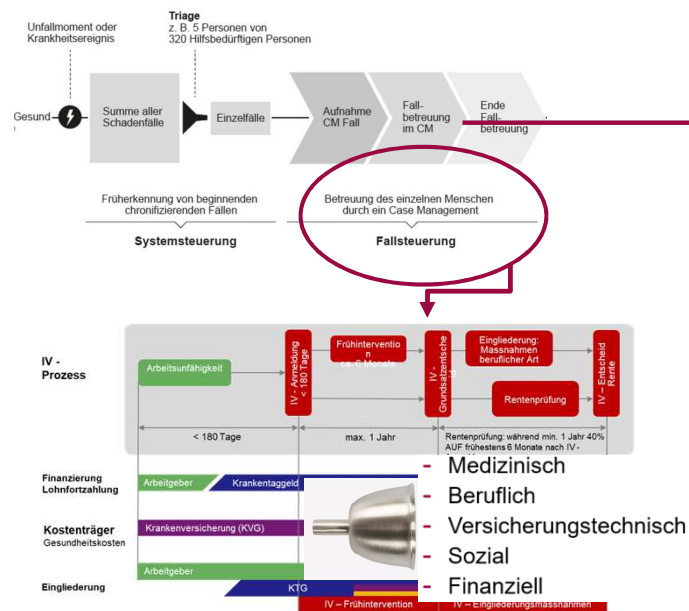 Unfallmoment oder
Krankheitsereignis
Triage
z. B. 5 Personen von
320 Hilfsbedürftigen Personen
Gesund
Summe aller
Schadenfälle
Einzelfälle
Aufnahme
CM Fall
Fall-
betreuung
im CM
Ende
Fall-
betreuung
Früherkennung von beginnenden
chronifizierenden Fällen
Systemsteuerung
Betreuung des einzelnen Menschen
durch ein Case Management
Fallsteuerung
IV -
Prozess
Arbeitsunfähigkeit
IV - Anmeldung
< 180 Tage
Frühinterventio
n
ca. 6 Monate
IV -
Grundsatzentsche
Eingliederung:
Massnahmen
beruflicher Art
Rentenprüfung
IV – Entscheid
Rente
< 180 Tage
max. 1 Jahr
Rentenprüfung: während min. 1 Jahr 40%
AUF frühestens 6 Monate nach IV -
Finanzierung
Lohnfortzahlung
Arbeitgeber
Krankentaggeld
Kostenträger
Gesundheitskosten
Krankenversicherung (KVG)
Eingliederung
Arbeitgeber
KTG
IV – Frühintervention
IV – Eingliederungsmassnahmen
- Medizinisch
- Beruflich
- Versicherungstechnisch
- Sozial
- Finanziell